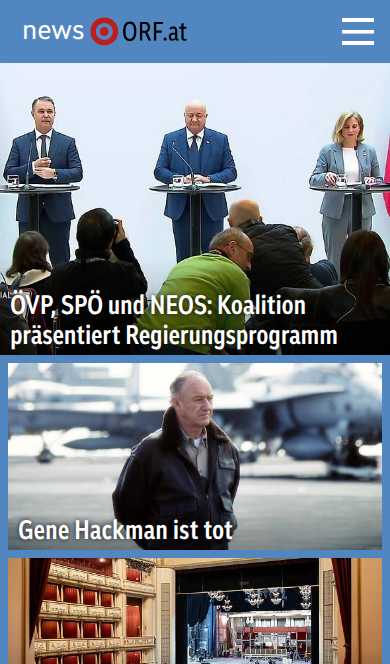 news ORF.at
ÖVP, SPÖ und NEOS: Koalition
präsentiert Regierungsprogramm
Gene Hackman ist tot